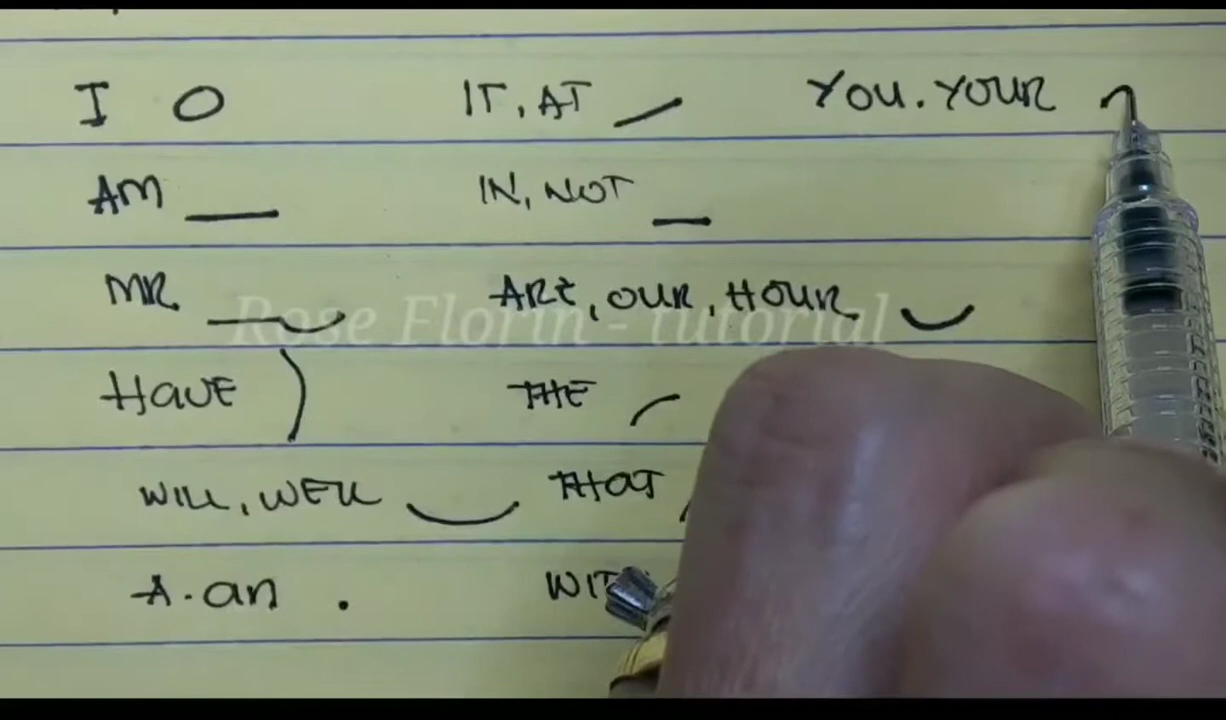 I IT, AT YOU. YOUR
AM IN, NOT
MR. ARE, OUR, HOUR
Rose Florin - tutorial
HAVE THE
WILL, WELL THAT
A. an